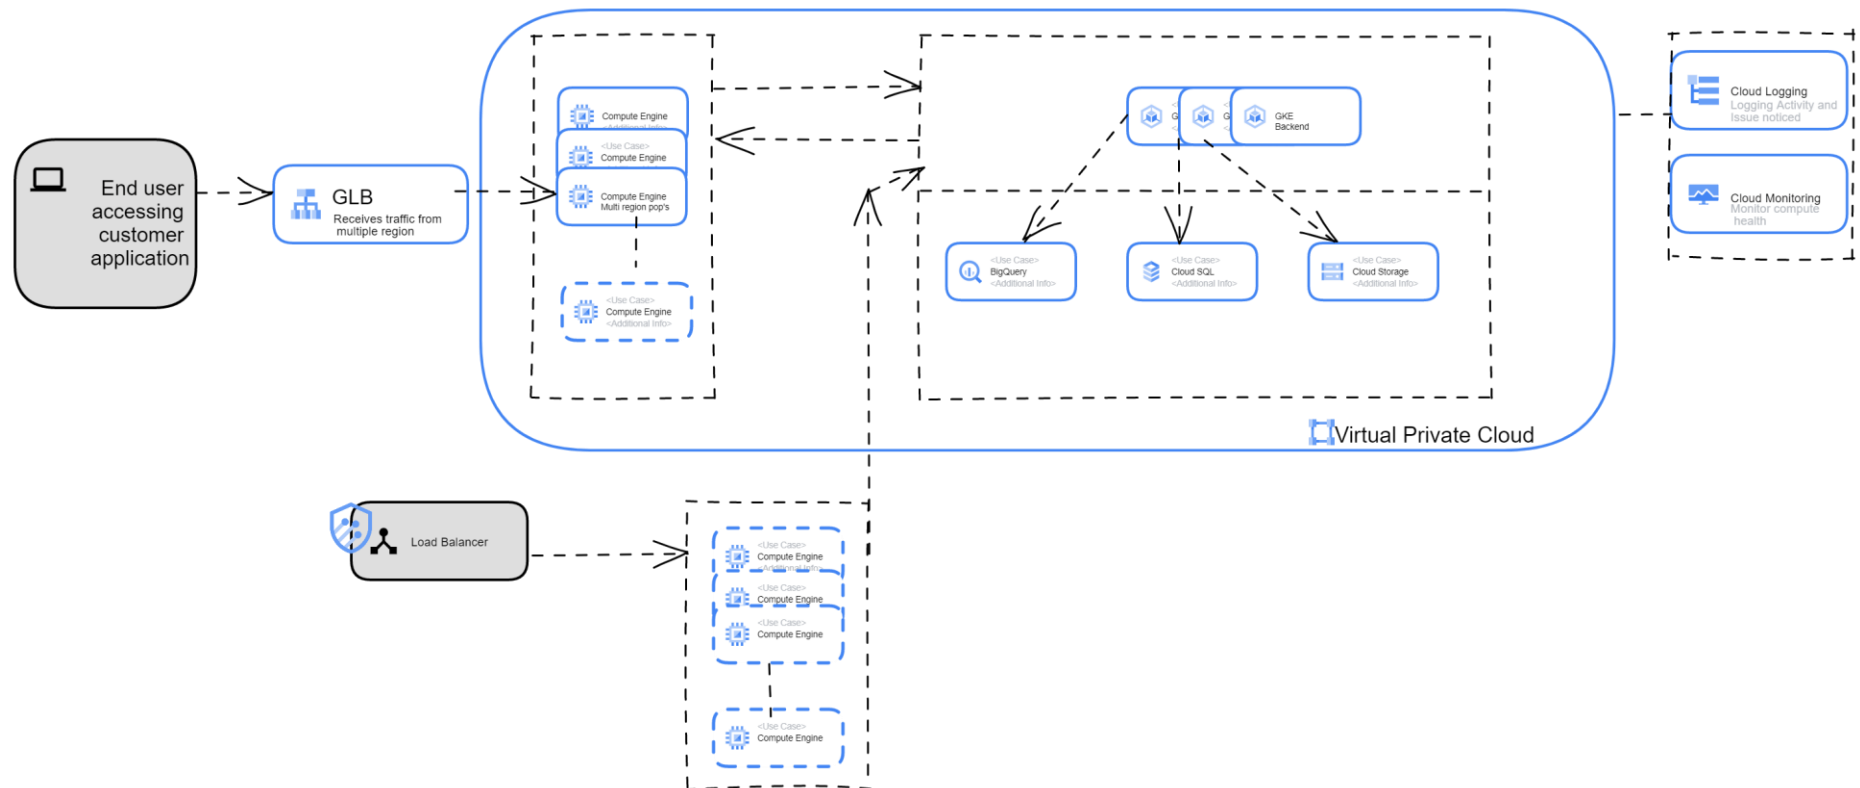 End user
accessing
customer
application
GLB
Receives traffic from
multiple region
Compute Engine
<Additional Info>
<Use Case>
Compute Engine
Compute Engine
Multi region pop's
<Use Case>
Compute Engine
<Additional Info>
GKE
Backend
<Use Case>
BigQuery
<Additional Info>
<Use Case>
Cloud SQL
<Additional Info>
<Use Case>
Cloud Storage
<Additional Info>
Virtual Private Cloud
Cloud Logging
Logging Activity and
Issue noticed
Cloud Monitoring
Monitor compute
health
Load Balancer
<Use Case>
Compute Engine
<Additional Info>
<Use Case>
Compute Engine
<Use Case>
Compute Engine
<Use Case>
Compute Engine